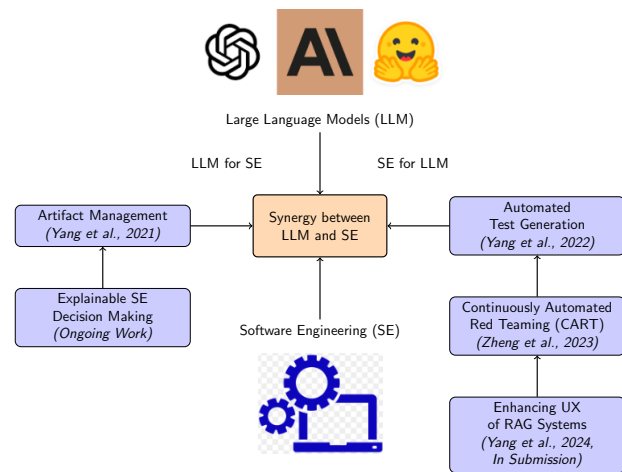 AI
Large Language Models (LLM)
LLM for SE
SE for LLM
Artifact Management
(Yang et al., 2021)
Synergy between
LLM and SE
Automated
Test Generation
(Yang et al., 2022)
Explainable SE
Decision Making
(Ongoing Work)
Continuously Automated
Red Teaming (CART)
(Zheng et al., 2023)
Software Engineering (SE)
Enhancing UX
of RAG Systems
(Yang et al., 2024,
In Submission)